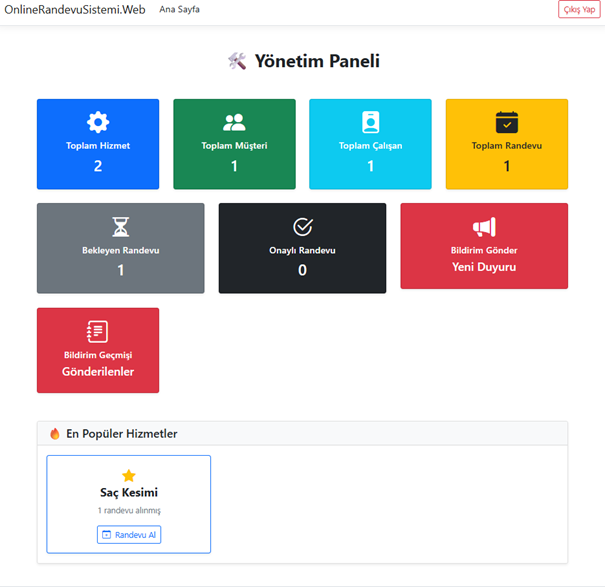 OnlineRandevuSistemi.Web Ana Sayfa Çıkış Yap
Yönetim Paneli
Toplam Hizmet
2
Toplam Müşteri
1
Toplam Çalışan
1
Toplam Randevu
1
Bekleyen Randevu
1
Onaylı Randevu
0
Bildirim Gönder
Yeni Duyuru
Bildirim Geçmişi
Gönderilenler
En Popüler Hizmetler
Saç Kesimi
1 randevu alınmış
Randevu Al